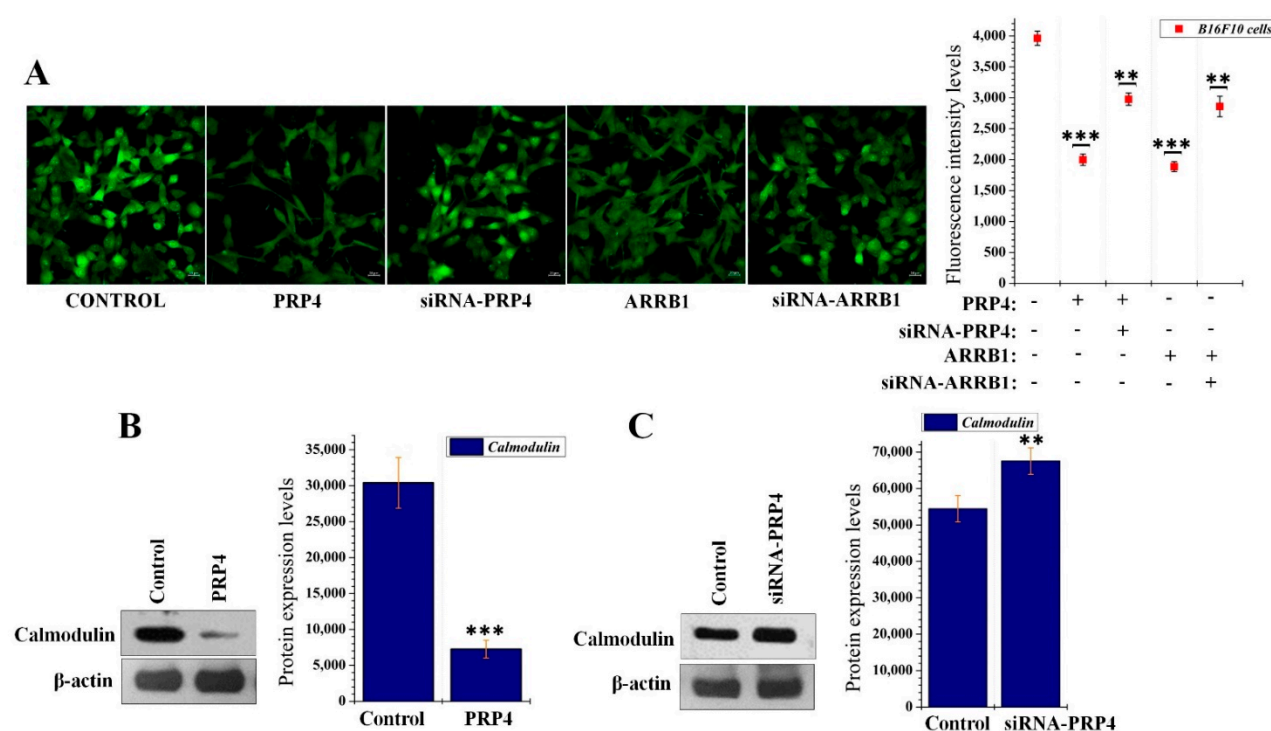 A
CONTROL
PRP4
siRNA-PRP4
ARRB1
siRNA-ARRB1
Fluorescence intensity levels
4,000
3,500
3,000
2,500
2,000
1,500
1,000
500
0
B16F10 cells
***
**
***
**
PRP4: - + + - -
siRNA-PRP4: - - + - -
ARRB1: - - - + +
siRNA-ARRB1: - - - - +
B
Control
PRP4
Calmodulin
β-actin
Protein expression levels
35,000
30,000
25,000
20,000
15,000
10,000
5,000
0
Calmodulin
***
Control
PRP4
C
Control
siRNA-PRP4
Calmodulin
β-actin
Protein expression levels
70,000
60,000
50,000
40,000
30,000
20,000
10,000
0
Calmodulin
**
Control
siRNA-PRP4